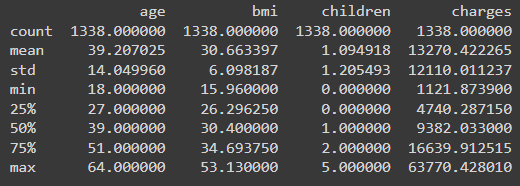 age bmi children charges
count 1338.000000 1338.000000 1338.000000 1338.000000
mean 39.207025 30.663397 1.094918 13270.422265
std 14.049960 6.098187 1.205493 12110.011237
min 18.000000 15.960000 0.000000 1121.873900
25% 27.000000 26.296250 0.000000 4740.287150
50% 39.000000 30.400000 1.000000 9382.033000
75% 51.000000 34.693750 2.000000 16639.912515
max 64.000000 53.130000 5.000000 63770.428010